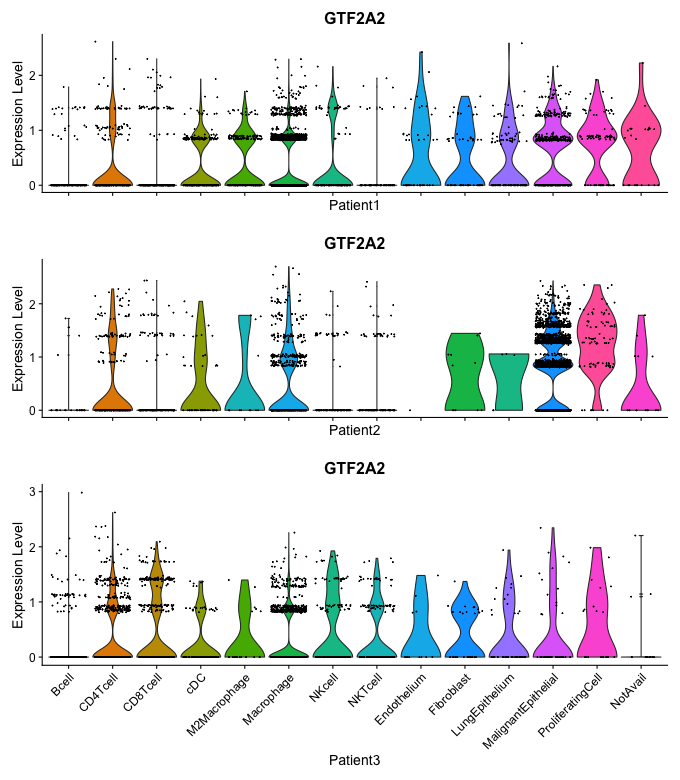 GTF2A2
Expression Level
2
1
0
Patient1
GTF2A2
Expression Level
2
1
0
Patient2
GTF2A2
Expression Level
3
2
1
0
Bcell
CD4Tcell
CD8Tcell
cDC
M2Macrophage
Macrophage
NKcell
NKTcell
Endothelium
Fibroblast
LungEpithelium
MalignantEpithelial
ProliferatingCell
NotAvail
Patient3